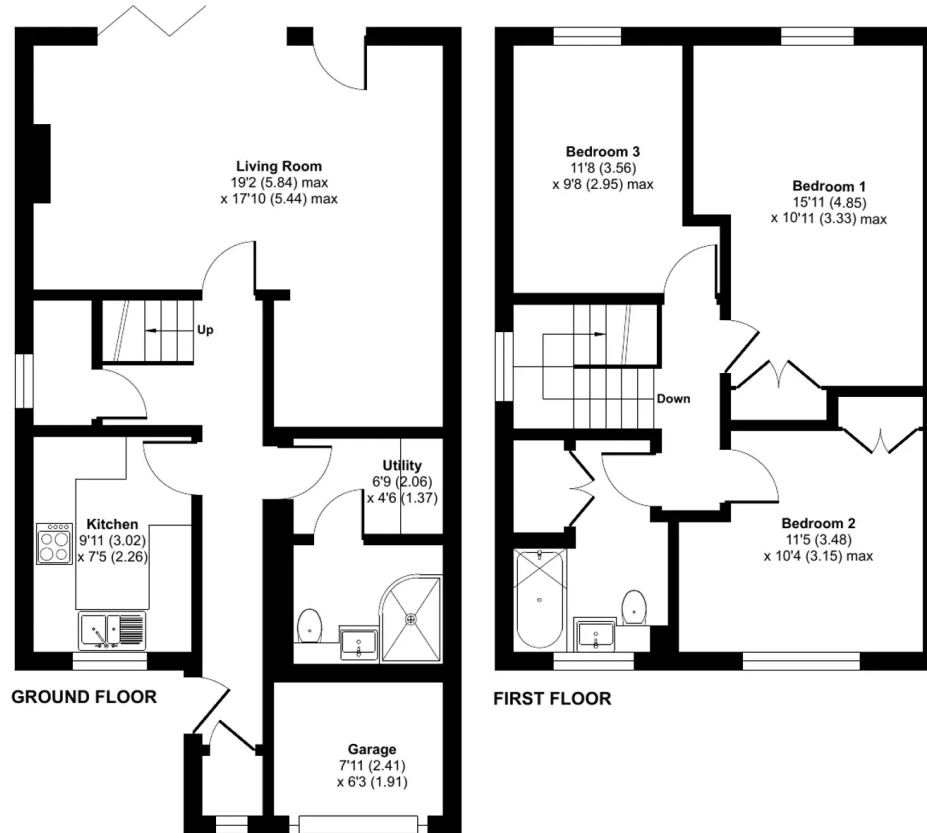 Living Room
19'2 (5.84) max
x 17'10 (5.44) max
Up
Utility
6'9 (2.06)
x 4'6 (1.37)
Kitchen
9'11 (3.02)
x 7'5 (2.26)
GROUND FLOOR
Garage
7'11 (2.41)
x 6'3 (1.91)
Bedroom 3
11'8 (3.56)
x 9'8 (2.95) max
Bedroom 1
15'11 (4.85)
x 10'11 (3.33) max
Down
Bedroom 2
11'5 (3.48)
x 10'4 (3.15) max
FIRST FLOOR